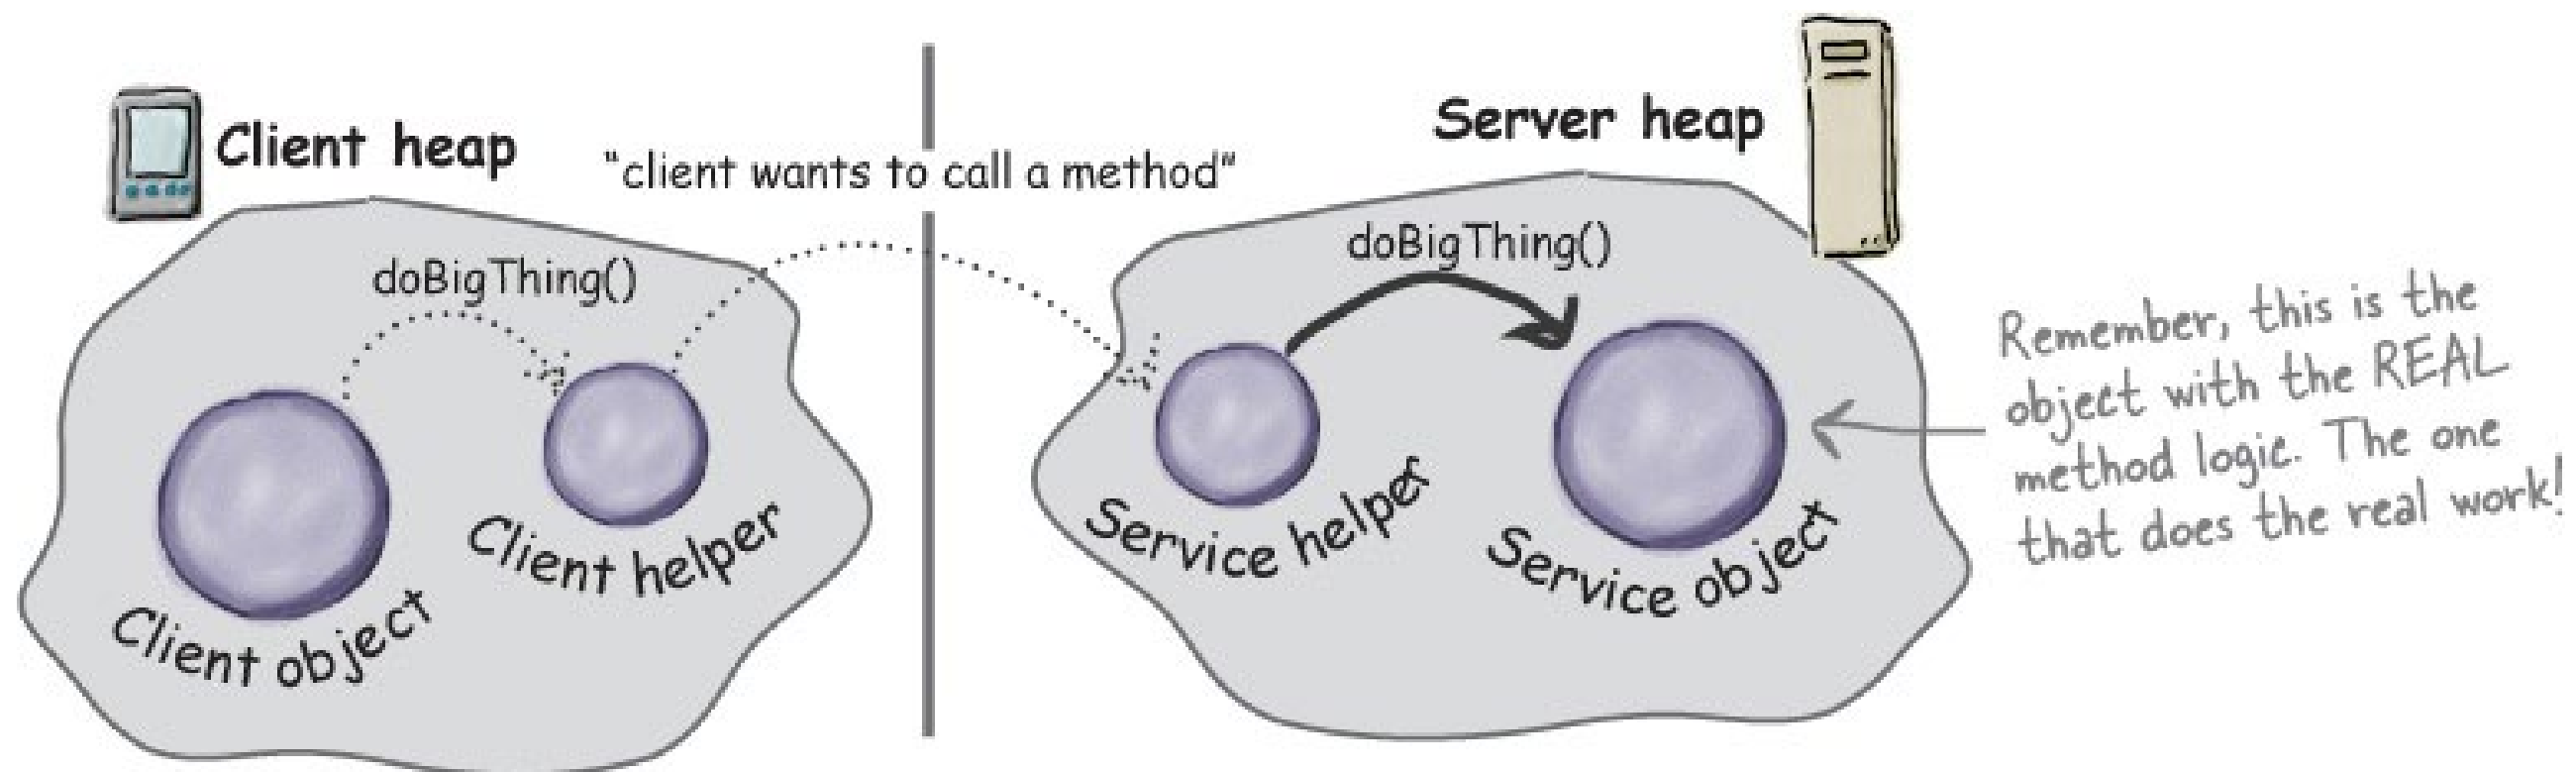 Client heap
"client wants to call a method"
Server heap
doBigThing()
doBigThing()
Client object
Client helper
Service helper
Service object
Remember, this is the
object with the REAL
method logic. The one
that does the real work!